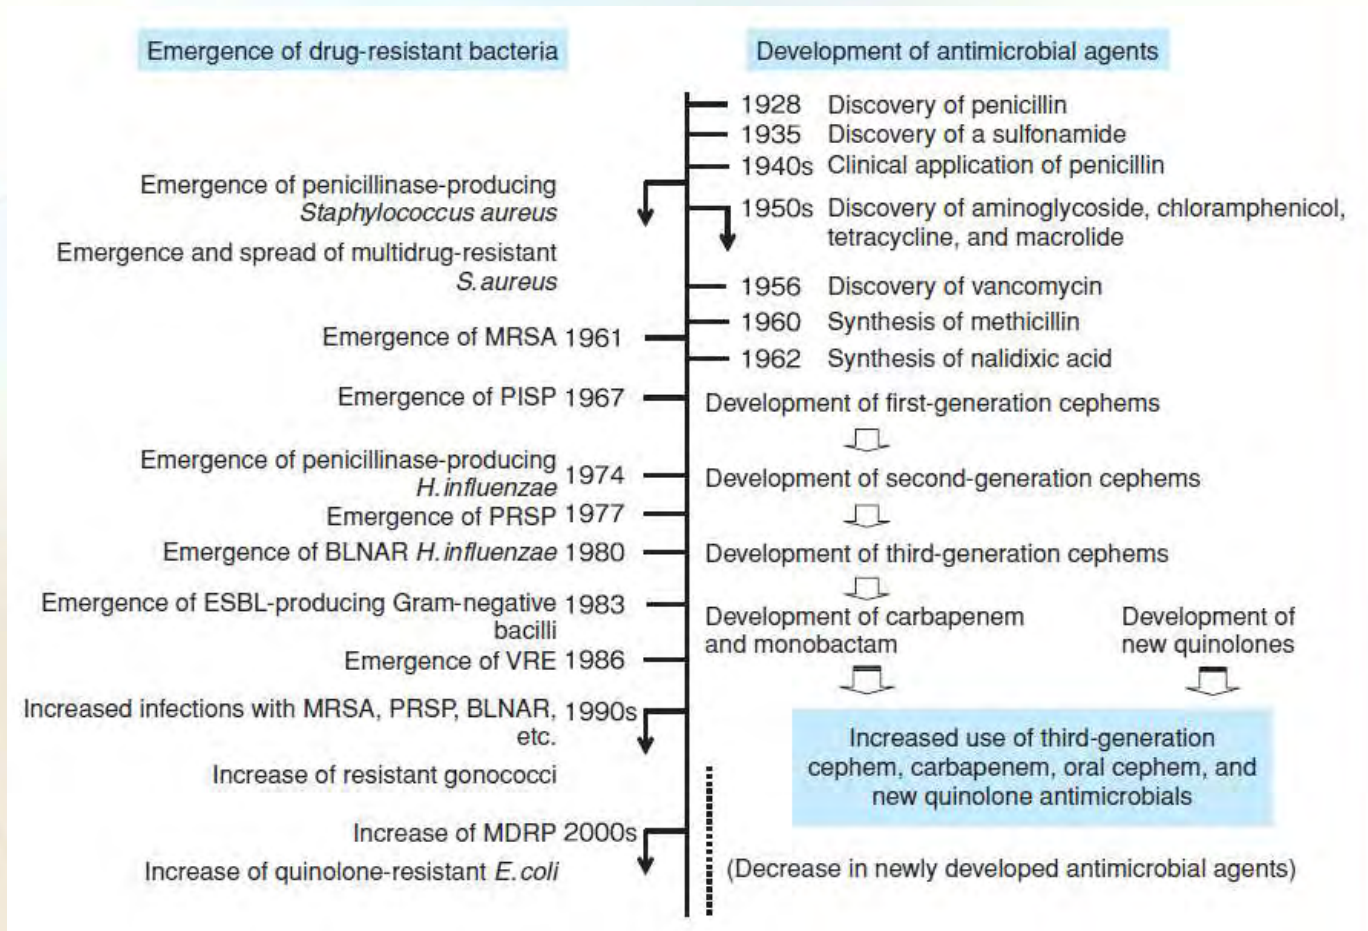 Emergence of drug-resistant bacteria
Development of antimicrobial agents
1928 Discovery of penicillin
1935 Discovery of a sulfonamide
1940s Clinical application of penicillin
Emergence of penicillinase-producing
Staphylococcus aureus
1950s Discovery of aminoglycoside, chloramphenicol,
tetracycline, and macrolide
Emergence and spread of multidrug-resistant
S. aureus
1956 Discovery of vancomycin
1960 Synthesis of methicillin
Emergence of MRSA 1961
1962 Synthesis of nalidixic acid
Emergence of PISP 1967
Development of first-generation cephems
Emergence of penicillinase-producing
H. influenzae 1974
Development of second-generation cephems
Emergence of PRSP 1977
Emergence of BLNAR H. influenzae 1980
Development of third-generation cephems
Emergence of ESBL-producing Gram-negative 1983
bacilli
Development of carbapenem
and monobactam
Development of
new quinolones
Emergence of VRE 1986
Increased infections with MRSA, PRSP, BLNAR, 1990s
etc.
Increased use of third-generation
cephem, carbapenem, oral cephem, and
new quinolone antimicrobials
Increase of resistant gonococci
Increase of MDRP 2000s
Increase of quinolone-resistant E. coli
(Decrease in newly developed antimicrobial agents)